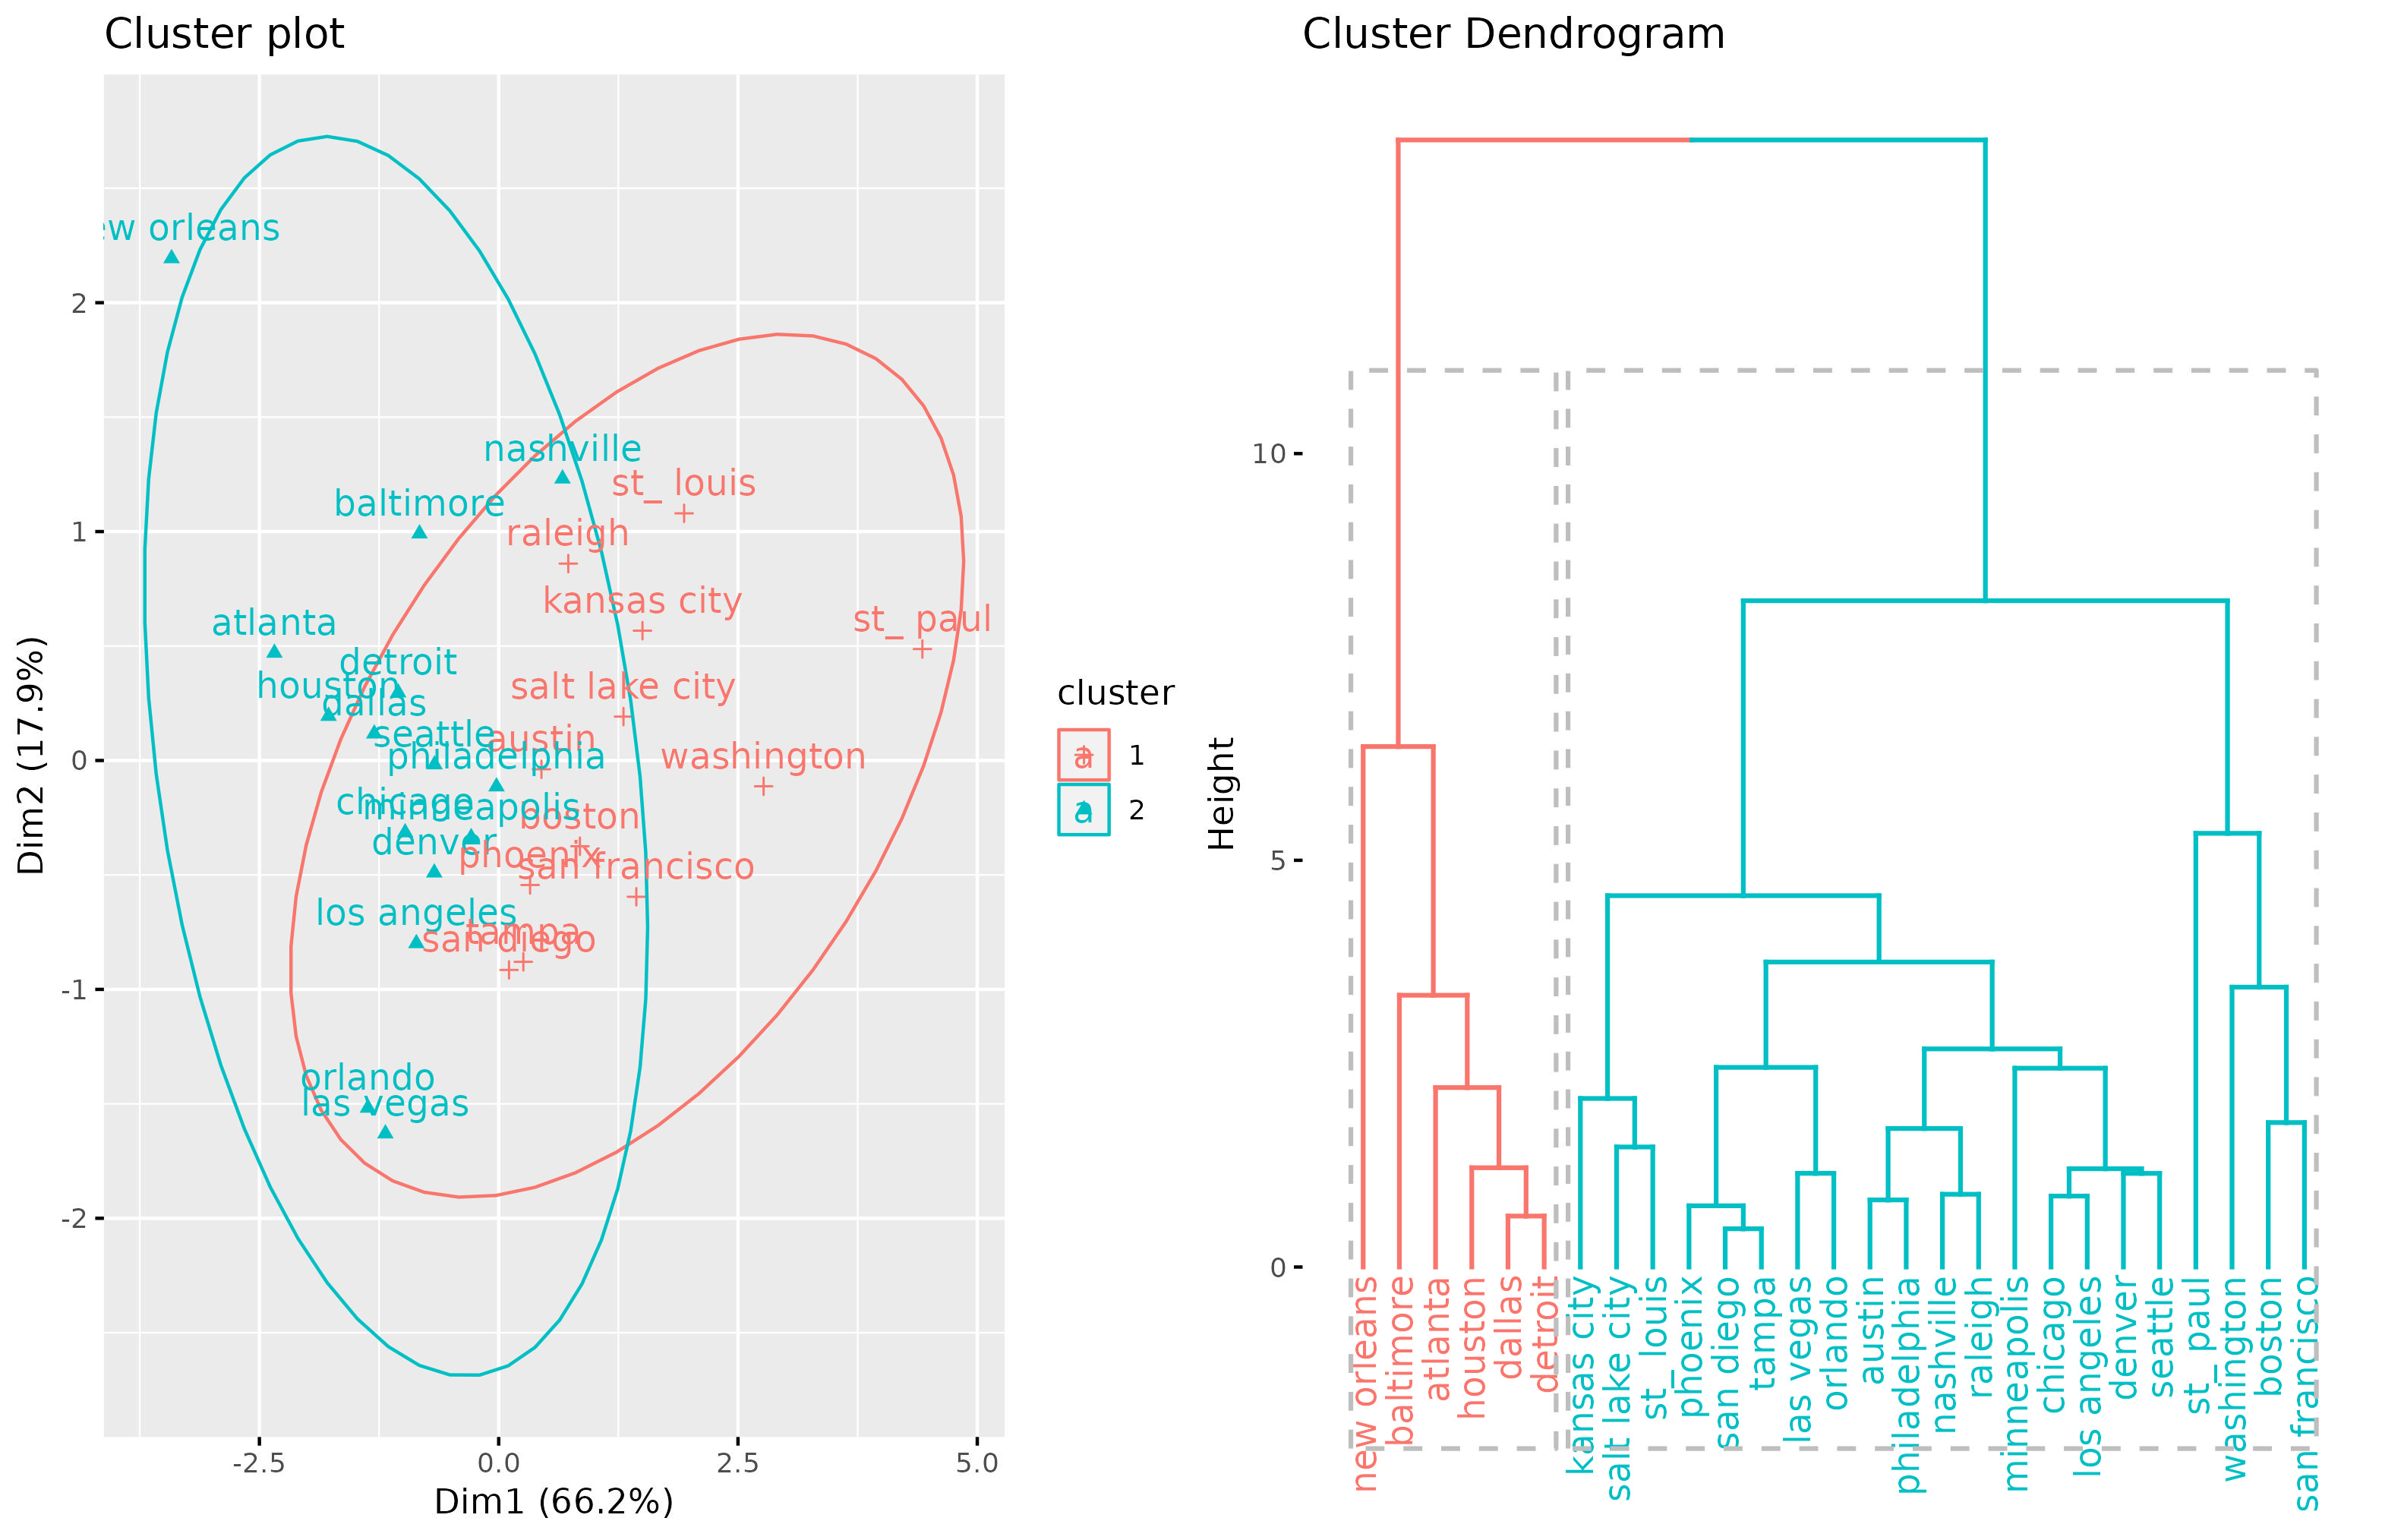 Cluster plot
ew orleans
nashville
st_ louis
baltimore
raleigh
kansas city
atlanta
st_ paul
detroit
houston
salt lake city
dallas
seattle
austin
philadelphia
washington
chicago
minneapolis
boston
denver
phoenix
san francisco
los angeles
tampa
san diego
orlando
las vegas
2
1
0
-1
-2
-2.5
0.0
2.5
5.0
Dim1 (66.2%)
Dim2 (17.9%)
cluster
a 1
a 2
Cluster Dendrogram
Height
10
5
0
new orleans
baltimore
atlanta
houston
dallas
detroit
kansas city
salt lake city
st_ louis
phoenix
san diego
tampa
las vegas
orlando
austin
philadelphia
nashville
raleigh
minneapolis
chicago
los angeles
denver
seattle
st_ paul
washington
boston
san francisco